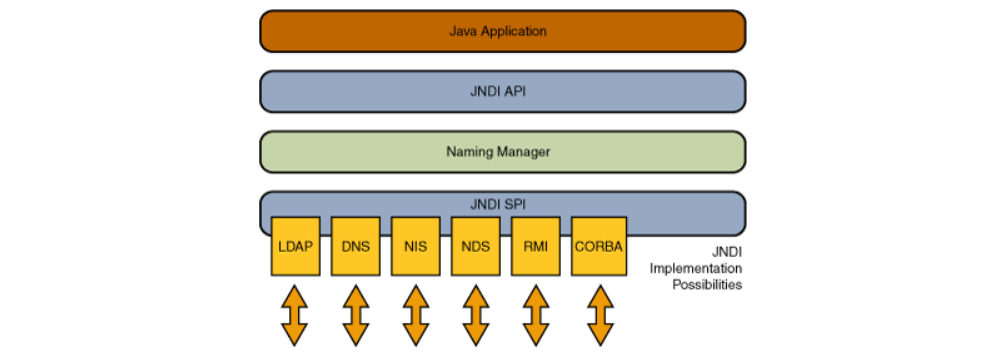 Java Application
JNDI API
Naming Manager
JNDI SPI
LDAP
DNS
NIS
NDS
RMI
CORBA
JNDI
Implementation
Possibilities